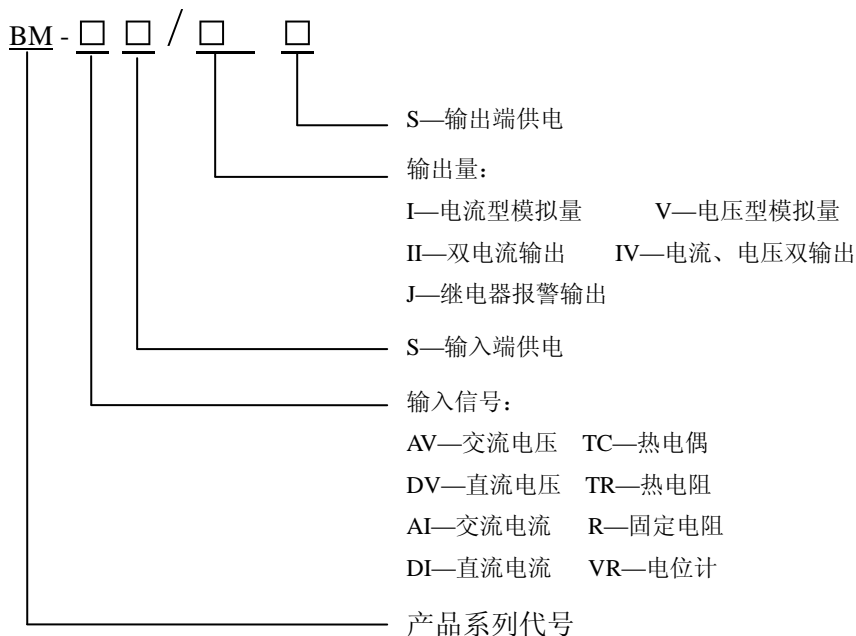 BM - □ □ / □ □
S—输出端供电
输出量：
I—电流型模拟量 V—电压型模拟量
II—双电流输出 IV—电流、电压双输出
J—继电器报警输出
S—输入端供电
输入信号：
AV—交流电压 TC—热电偶
DV—直流电压 TR—热电阻
AI—交流电流 R—固定电阻
DI—直流电流 VR—电位计
产品系列代号